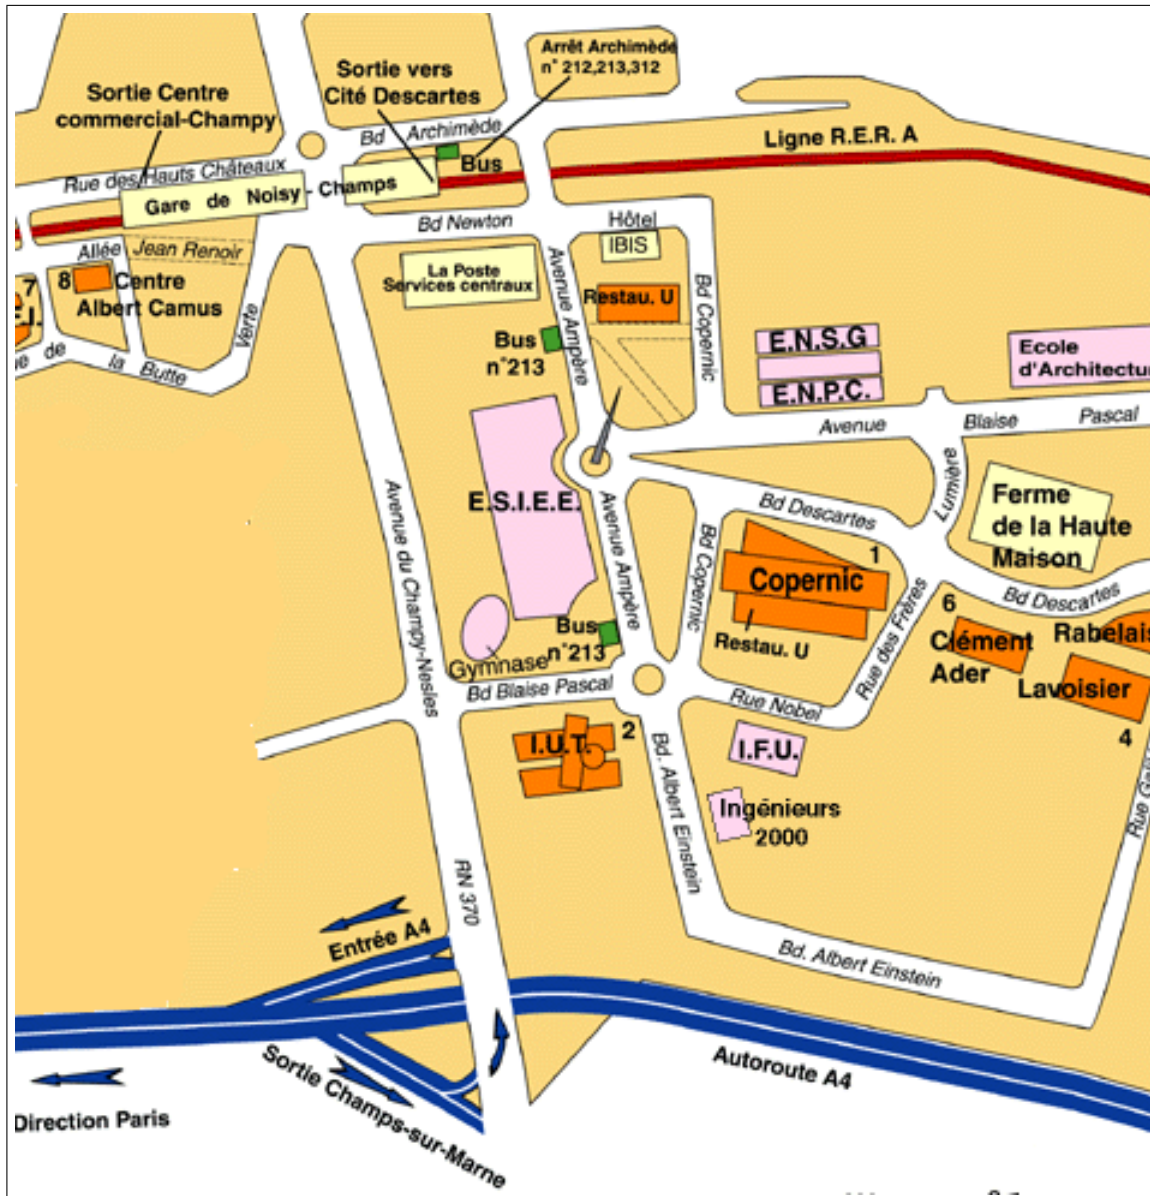 Arrêt Archimède
n° 212,213,312
Sortie vers
Cité Descartes
Sortie Centre
commercial-Champy
Bd Archimède
Bus
Ligne R.E.R. A
Rue des Hauts Châteaux
Gare de Noisy-Champs
Bd Newton
Hôtel
IBIS
Allée Jean Renoir
8
Centre
Albert Camus
7
Verte
de la Butte
La Poste
Services centraux
Avenue Ampère
Restau. U
Bd Copernic
Bus
n°213
E.N.S.G
E.N.P.C.
Ecole
d'Architectur
Avenue Blaise Pascal
Lumière
E.S.I.E.E.
Avenue du Champy-Nesles
Avenue Ampère
Bd Copernic
Bd Descartes
Ferme
de la Haute
Maison
1
Copernic
Restau. U
Bd Descartes
Rue des Frères
6
Clément
Ader
Rabelais
Lavoisier
4
Bus
n°213
Gymnase
Bd Blaise Pascal
Rue Nobel
I.U.T.
2
I.F.U.
Ingénieurs
2000
Bd. Albert Einstein
Rue
RN 370
Entrée A4
Bd. Albert Einstein
Sortie Champs-sur-Marne
Autoroute A4
Direction Paris